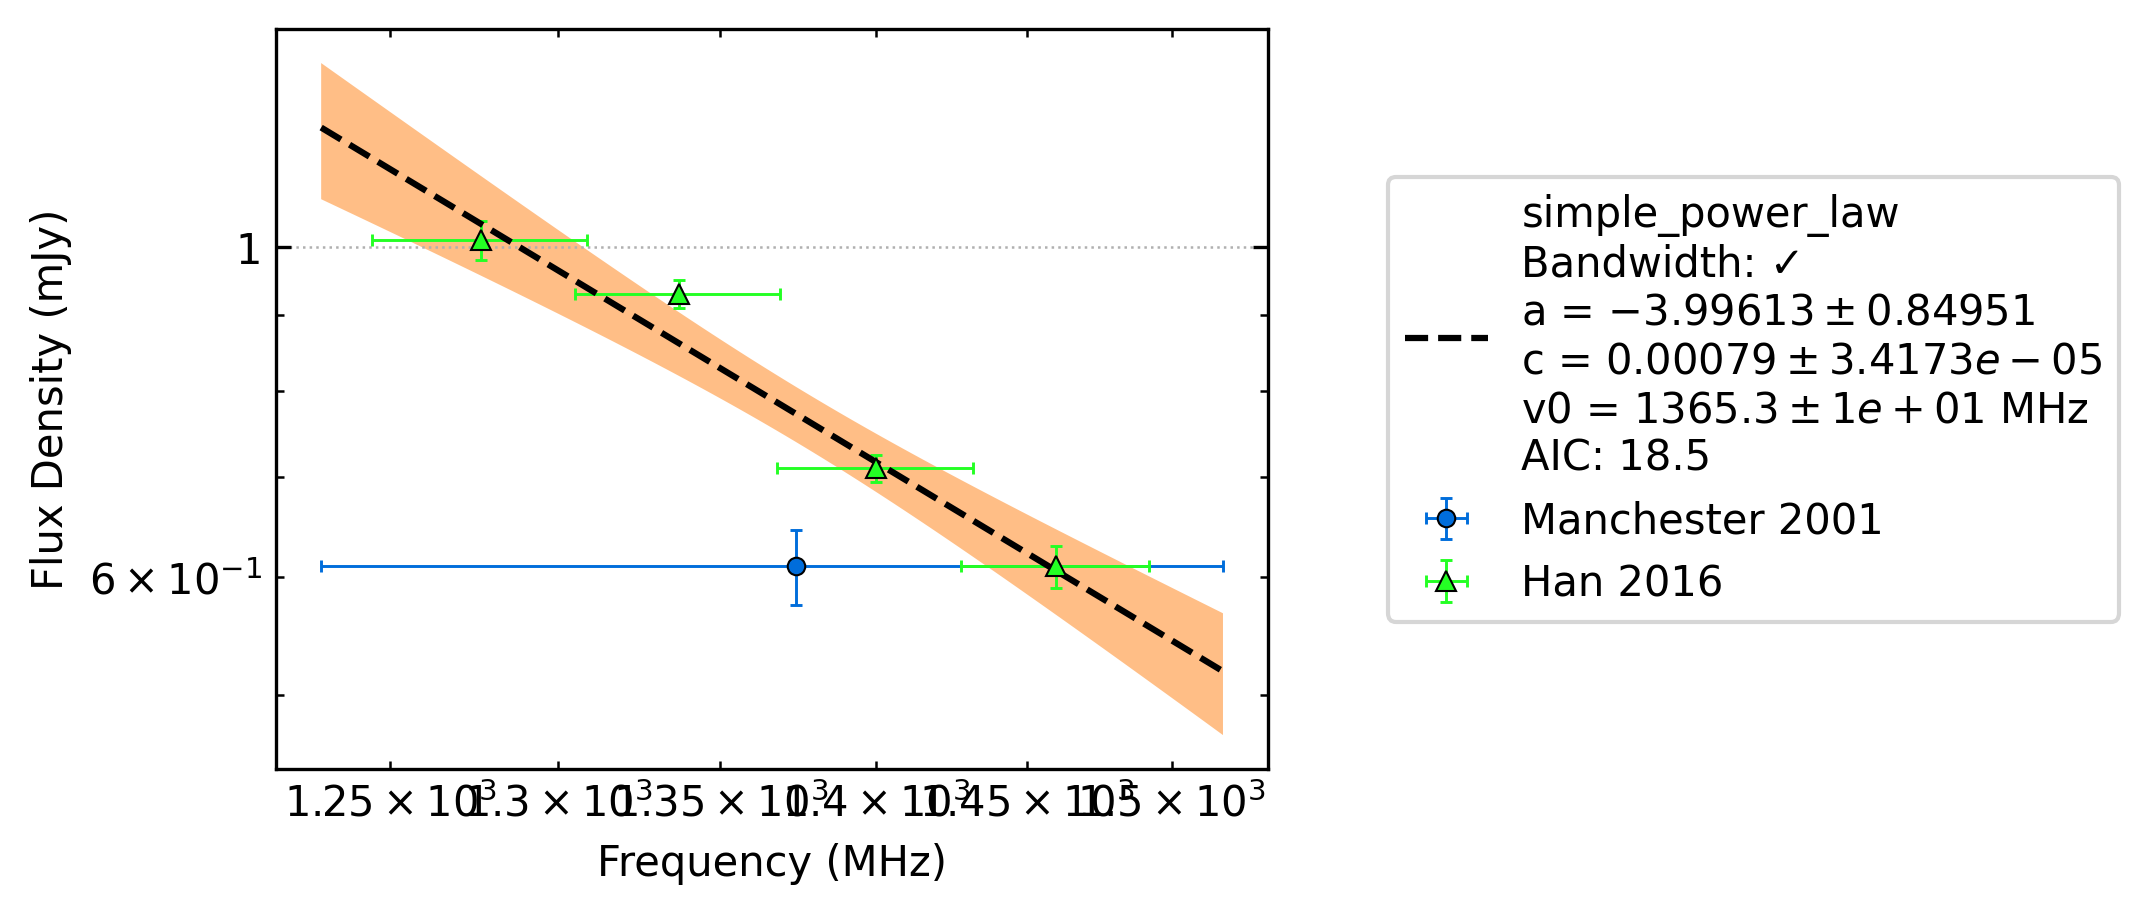 Flux Density (mJy)
1
6 × 10⁻¹
1.25 × 10³
1.3 × 10³
1.35 × 10³
1.4 × 10³
1.45 × 10³
1.5 × 10³
Frequency (MHz)
simple_power_law
Bandwidth: ✓
a = −3.99613 ± 0.84951
c = 0.00079 ± 3.4173e − 05
v0 = 1365.3 ± 1e + 01 MHz
AIC: 18.5
Manchester 2001
Han 2016